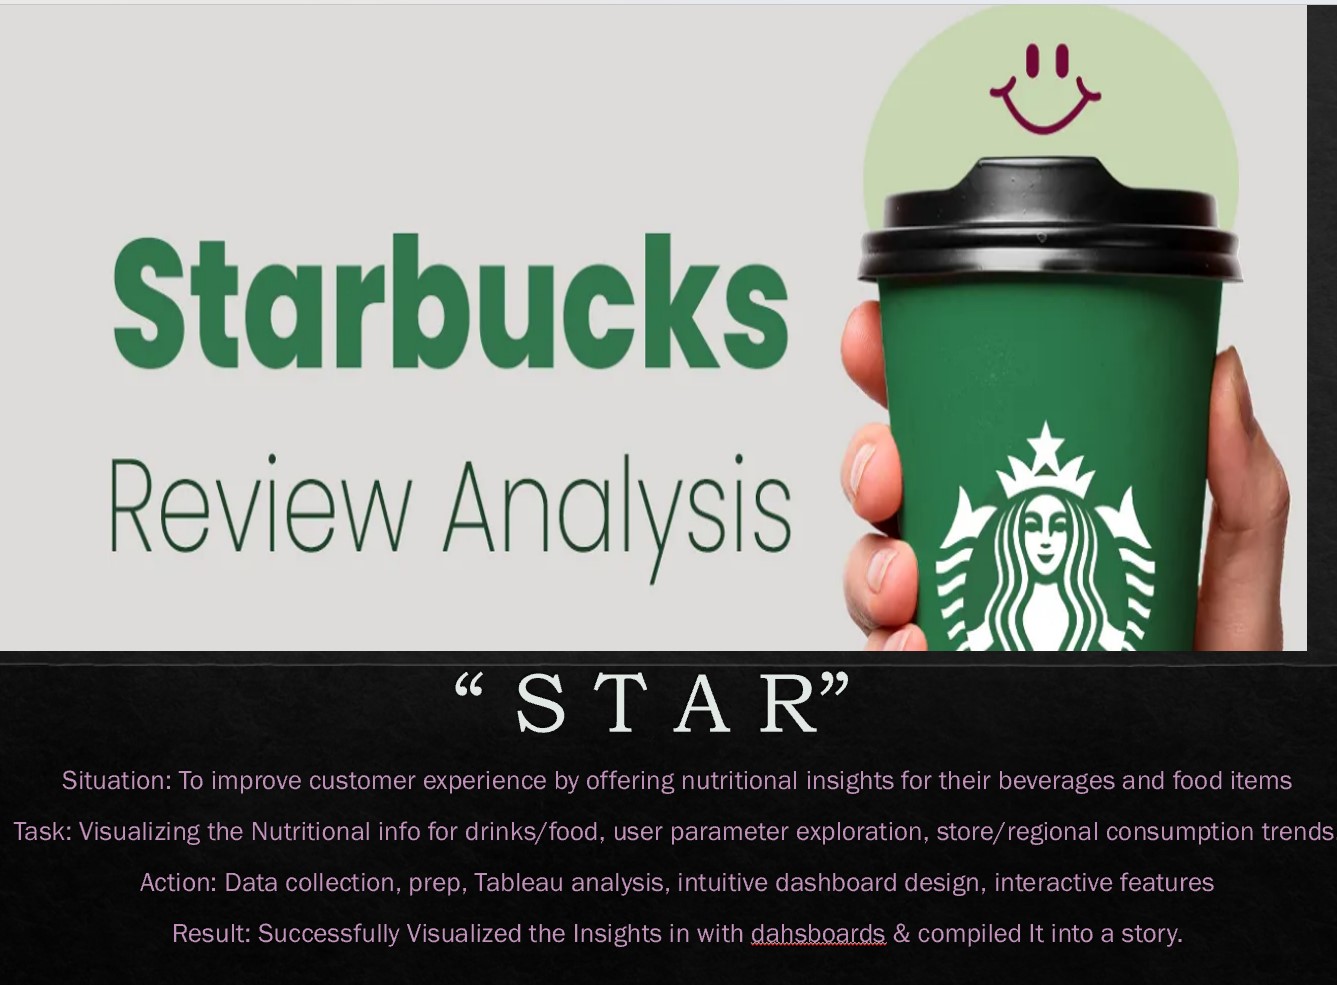 Starbucks
Review Analysis
“ S T A R”
Situation: To improve customer experience by offering nutritional insights for their beverages and food items
Task: Visualizing the Nutritional info for drinks/food, user parameter exploration, store/regional consumption trends.
Action: Data collection, prep, Tableau analysis, intuitive dashboard design, interactive features
Result: Successfully Visualized the Insights in with dahsboards & compiled It into a story.